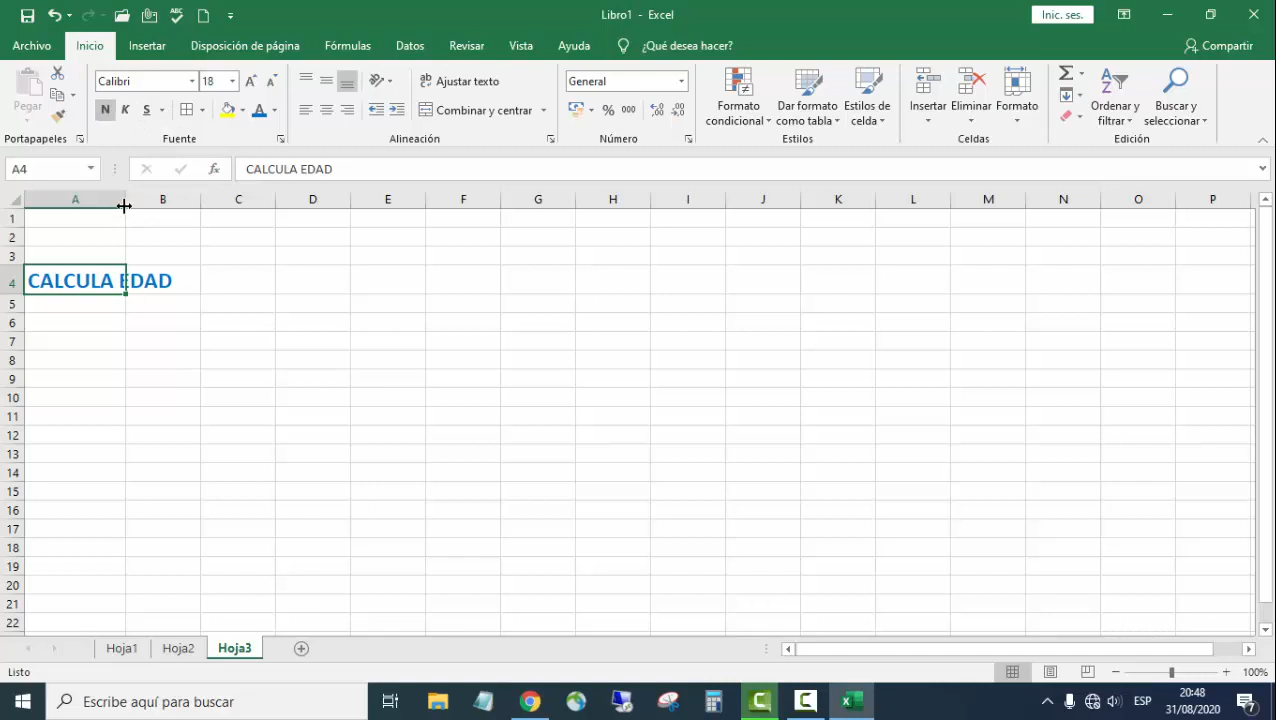 Libro1 - Excel
Inic. ses.
Archivo Inicio Insertar Disposición de página Fórmulas Datos Revisar Vista Ayuda ¿Qué desea hacer? Compartir
Pegar
Calibri 18
N K S
Ajustar texto
Combinar y centrar
General
% 000
Formato condicional
Dar formato como tabla
Estilos de celda
Insertar Eliminar Formato
Ordenar y filtrar
Buscar y seleccionar
Portapapeles Fuente Alineación Número Estilos Celdas Edición
A4 fx CALCULA EDAD
A B C D E F G H I J K L M N O P
1
2
3
4 CALCULA EDAD
5
6
7
8
9
10
11
12
13
14
15
16
17
18
19
20
21
22
Hoja1 Hoja2 Hoja3
Listo 100%
Escribe aquí para buscar
ESP
20:48
31/08/2020
7